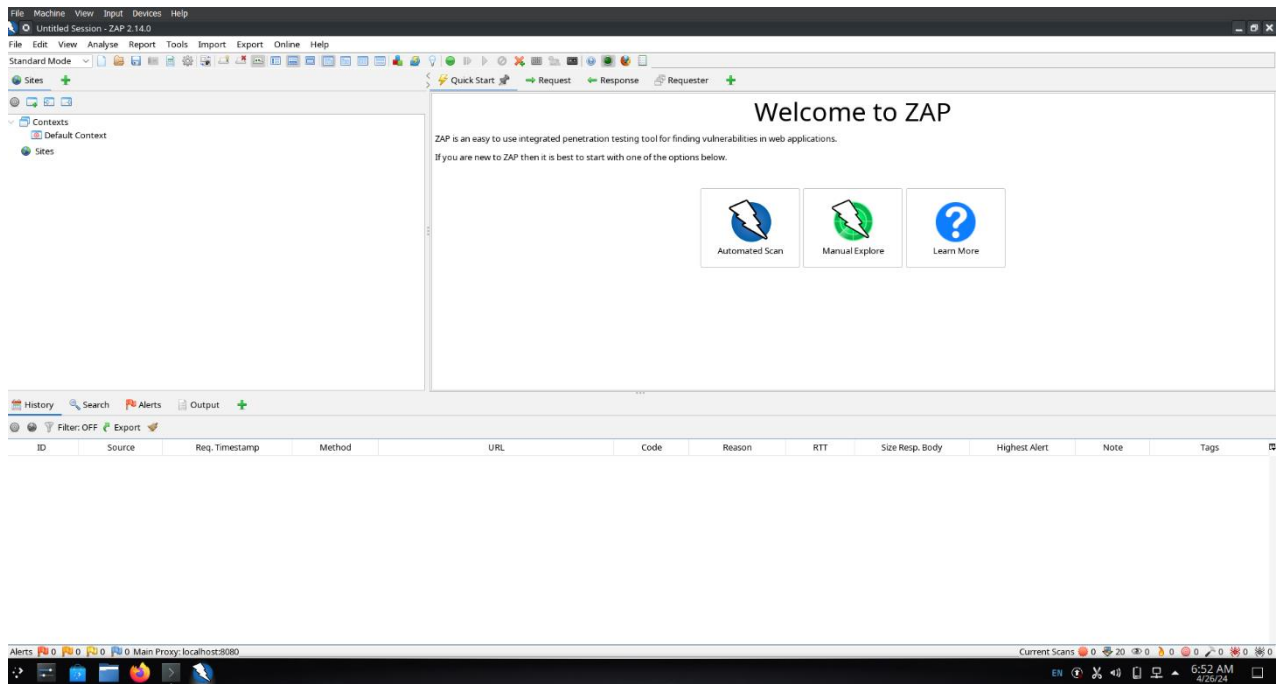 File Machine View Input Devices Help
Untitled Session - ZAP 2.14.0
File Edit View Analyse Report Tools Import Export Online Help
Standard Mode
Sites
Quick Start Request Response Requester
Contexts
Default Context
Sites
Welcome to ZAP
ZAP is an easy to use integrated penetration testing tool for finding vulnerabilities in web applications.
If you are new to ZAP then it is best to start with one of the options below.
Automated Scan Manual Explore Learn More
History Search Alerts Output
Filter: OFF Export
ID Source Req. Timestamp Method URL Code Reason RTT Size Resp. Body Highest Alert Note Tags
Alerts 0 0 0 0 Main Proxy: localhost:8080 Current Scans 0 20 0 0 0 0 0 0
EN 6:52 AM
4/26/24